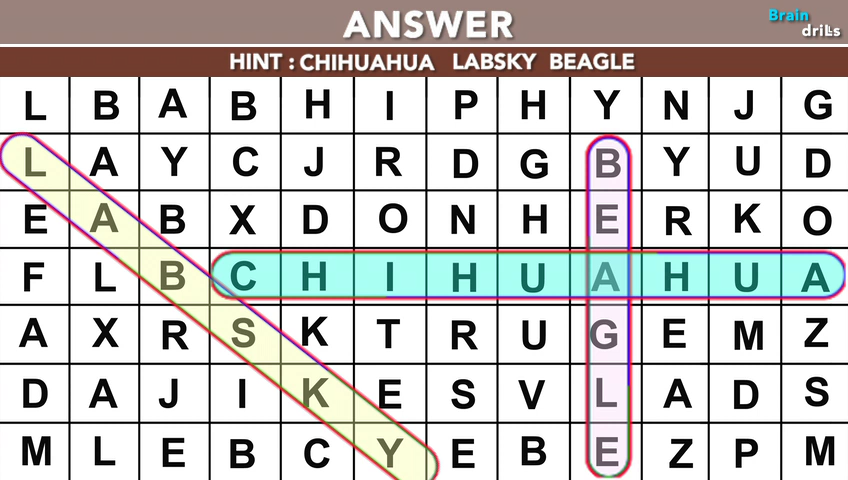 ANSWER
Brain
drills
HINT : CHIHUAHUA LABSKY BEAGLE
L B A B H I P H Y N J G
L A Y C J R D G B Y U D
E A B X D O N H E R K O
F L B C H I H U A H U A
A X R S K T R U G E M Z
D A J I K E S V L A D S
M L E B C Y E B E Z P M